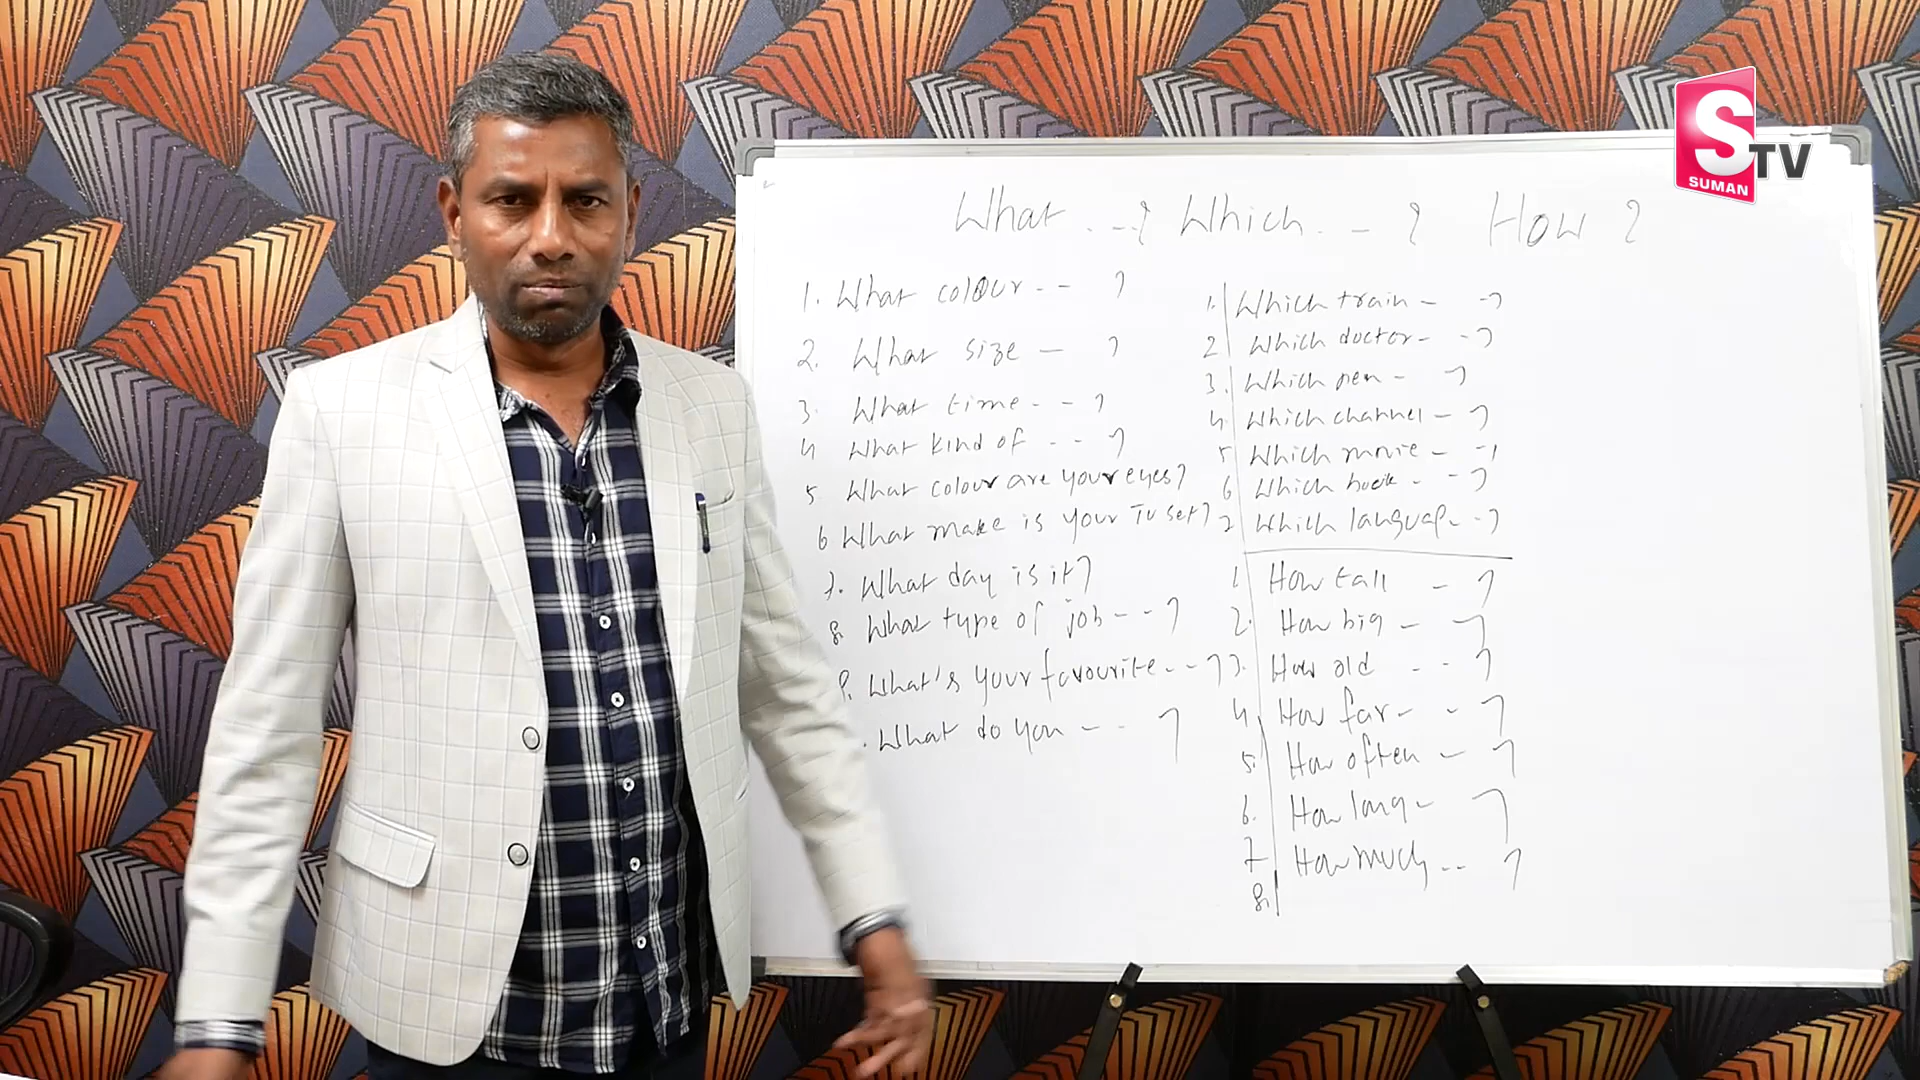 What . --? Which. - ? How ?
1. What colour -- ?
2. What size - ?
3. What time - - ?
4 What kind of -- ?
5 What colour are your eyes?
6 What make is your TV set?
7. What day is it?
8. What type of job -- ?
9. What's your favourite -- ?
. What do you -- ?
1. Which train - - ?
2 Which doctor - - ?
3. Which pen - ?
4. Which channel - ?
5 Which movie - - ?
6 Which book - - ?
7 Which language - - ?
1 How tall - ?
2. How big - ?
3. How old - - ?
4 How far - - ?
5. How often - ?
6. How long - ?
7 How much -- ?
8.
S
SUMAN
TV